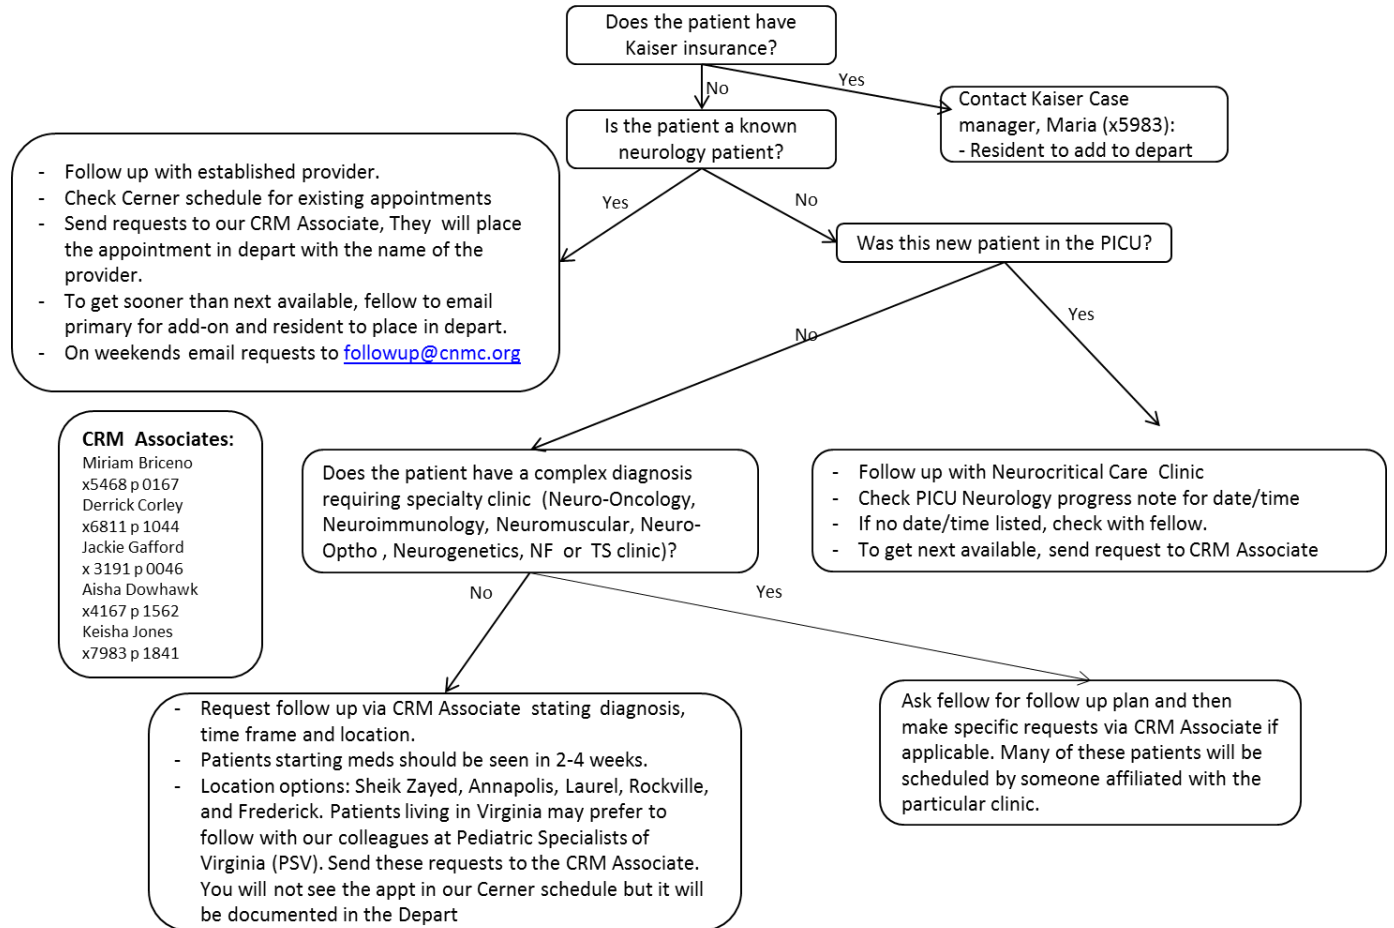 Does the patient have
Kaiser insurance?
Yes
No
Contact Kaiser Case
manager, Maria (x5983):
- Resident to add to depart
Is the patient a known
neurology patient?
Yes
No
- Follow up with established provider.
- Check Cerner schedule for existing appointments
- Send requests to our CRM Associate, They will place
the appointment in depart with the name of the
provider.
- To get sooner than next available, fellow to email
primary for add-on and resident to place in depart.
- On weekends email requests to followup@cnmc.org
Was this new patient in the PICU?
No
Yes
CRM Associates:
Miriam Briceno
x5468 p 0167
Derrick Corley
x6811 p 1044
Jackie Gafford
x 3191 p 0046
Aisha Dowhawk
x4167 p 1562
Keisha Jones
x7983 p 1841
Does the patient have a complex diagnosis
requiring specialty clinic (Neuro-Oncology,
Neuroimmunology, Neuromuscular, Neuro-
Optho , Neurogenetics, NF or TS clinic)?
- Follow up with Neurocritical Care Clinic
- Check PICU Neurology progress note for date/time
- If no date/time listed, check with fellow.
- To get next available, send request to CRM Associate
No
Yes
- Request follow up via CRM Associate stating diagnosis,
time frame and location.
- Patients starting meds should be seen in 2-4 weeks.
- Location options: Sheik Zayed, Annapolis, Laurel, Rockville,
and Frederick. Patients living in Virginia may prefer to
follow with our colleagues at Pediatric Specialists of
Virginia (PSV). Send these requests to the CRM Associate.
You will not see the appt in our Cerner schedule but it will
be documented in the Depart
Ask fellow for follow up plan and then
make specific requests via CRM Associate if
applicable. Many of these patients will be
scheduled by someone affiliated with the
particular clinic.